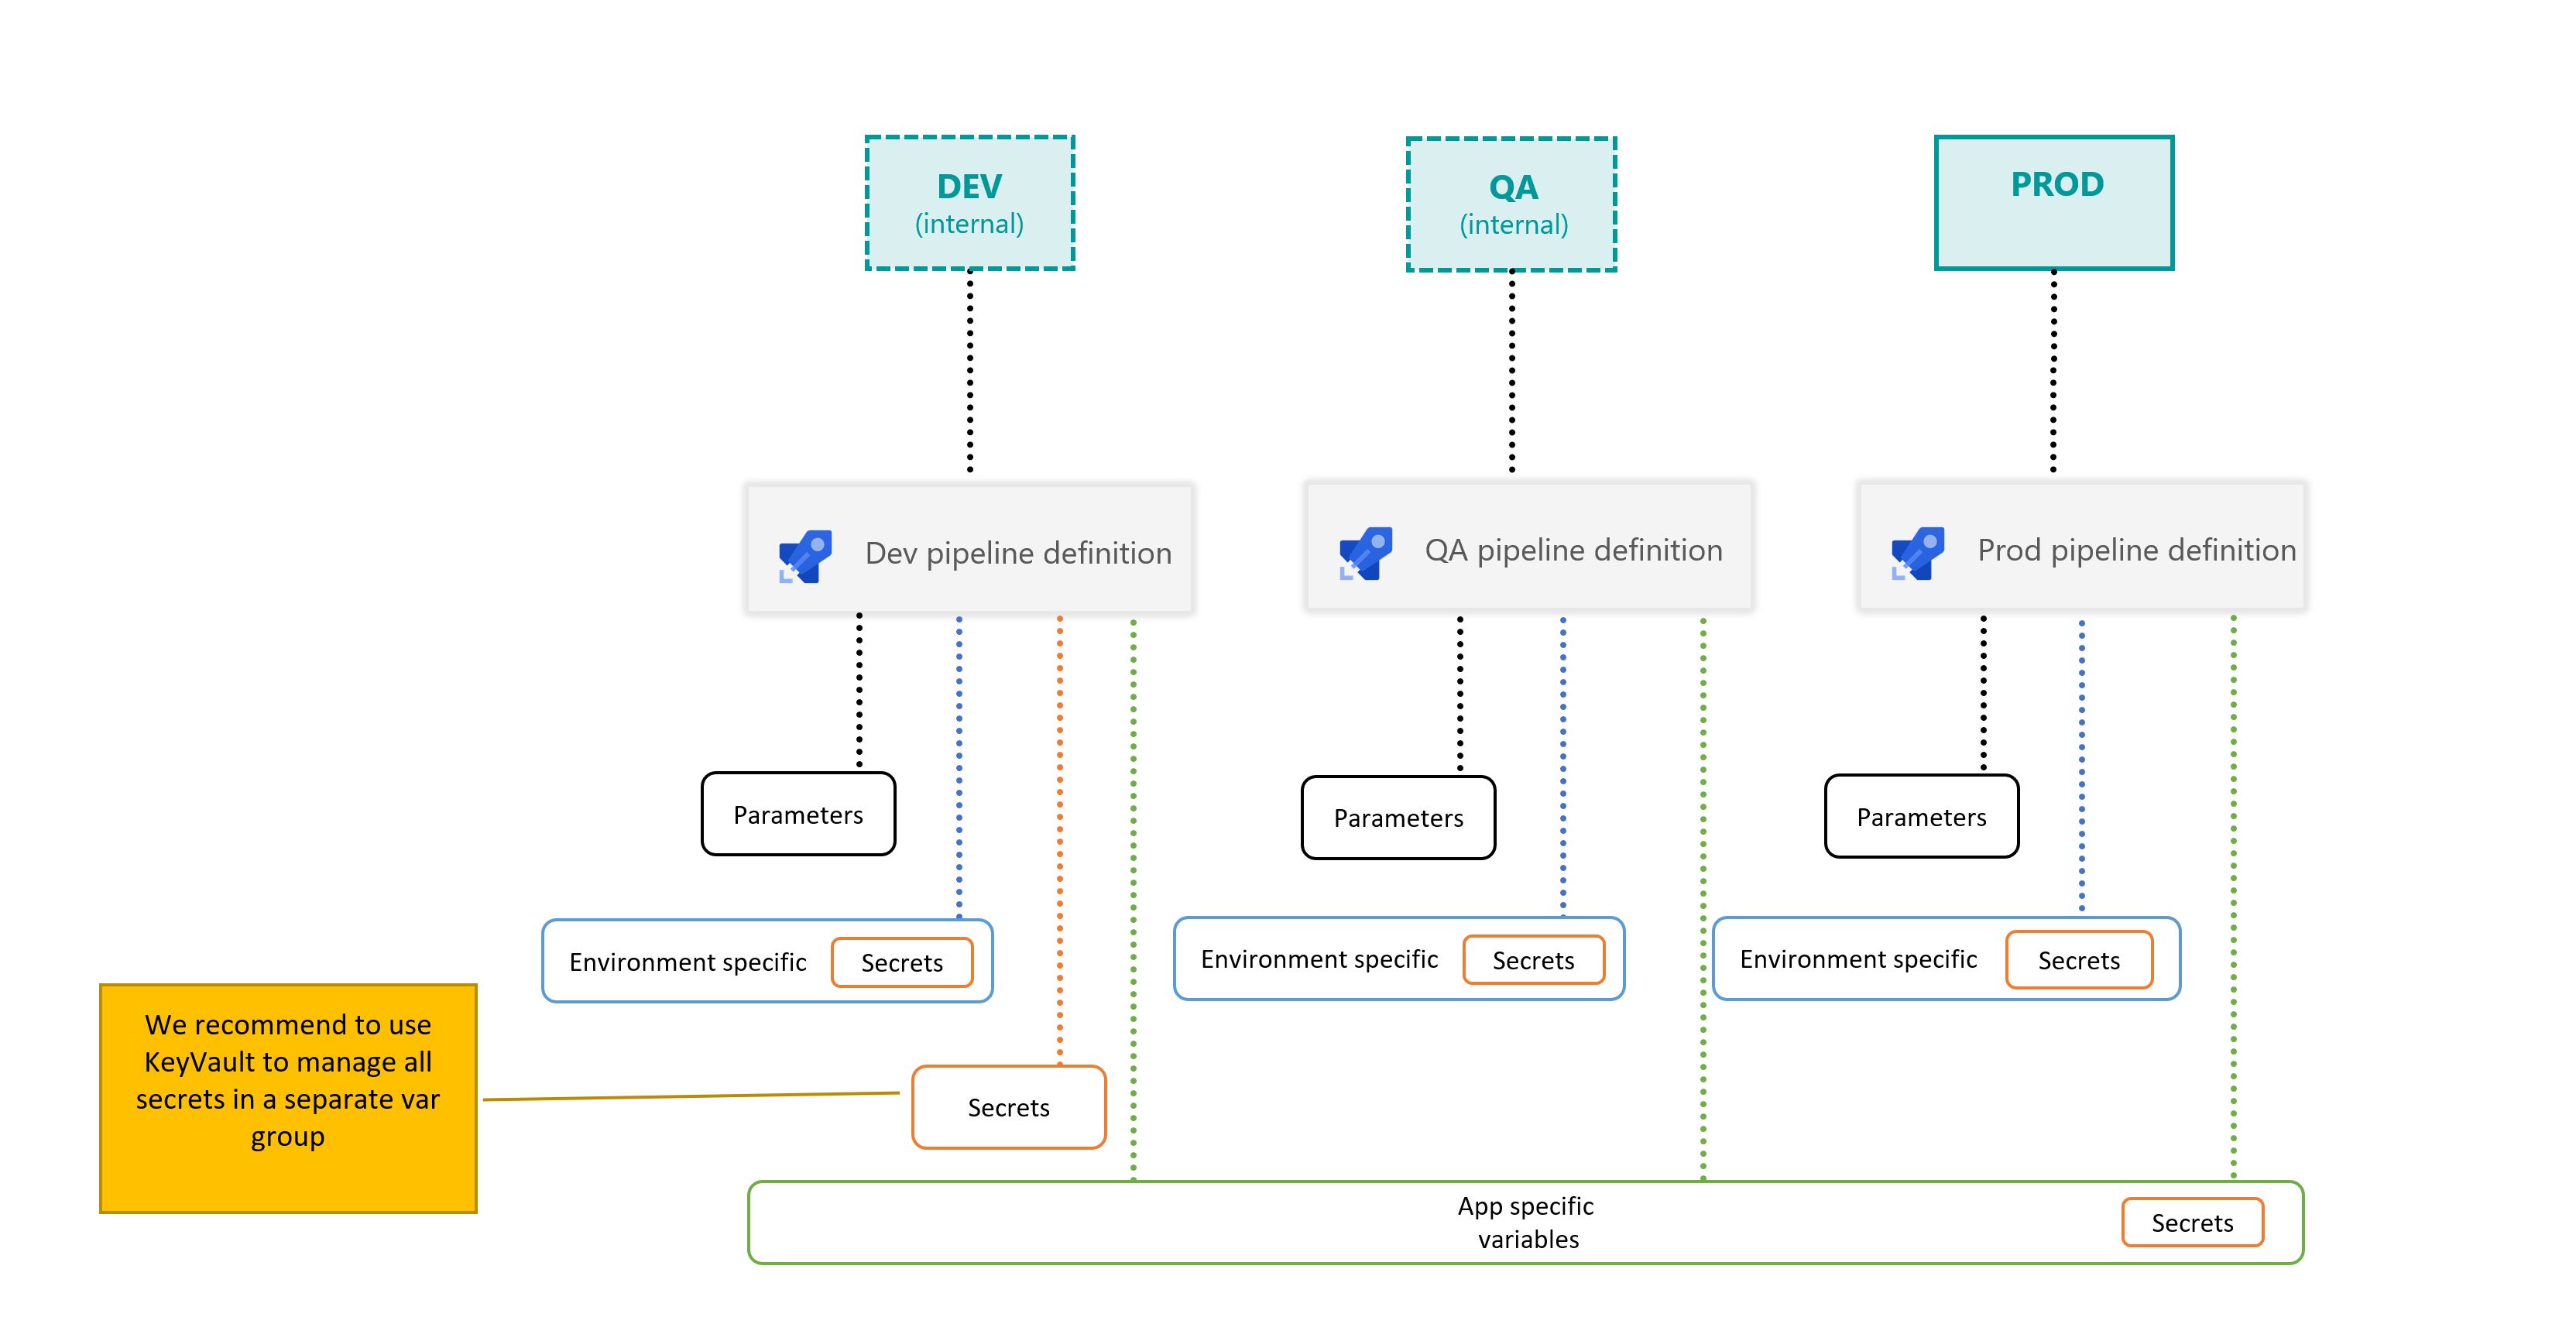 DEV
(internal)
QA
(internal)
PROD
Dev pipeline definition
QA pipeline definition
Prod pipeline definition
Parameters
Parameters
Parameters
Environment specific
Secrets
Environment specific
Secrets
Environment specific
Secrets
We recommend to use
KeyVault to manage all
secrets in a separate var
group
Secrets
App specific
variables
Secrets